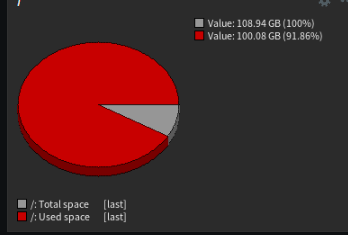 /
Value: 108.94 GB (100%)
Value: 100.08 GB (91.86%)
/: Total space [last]
/: Used space [last]